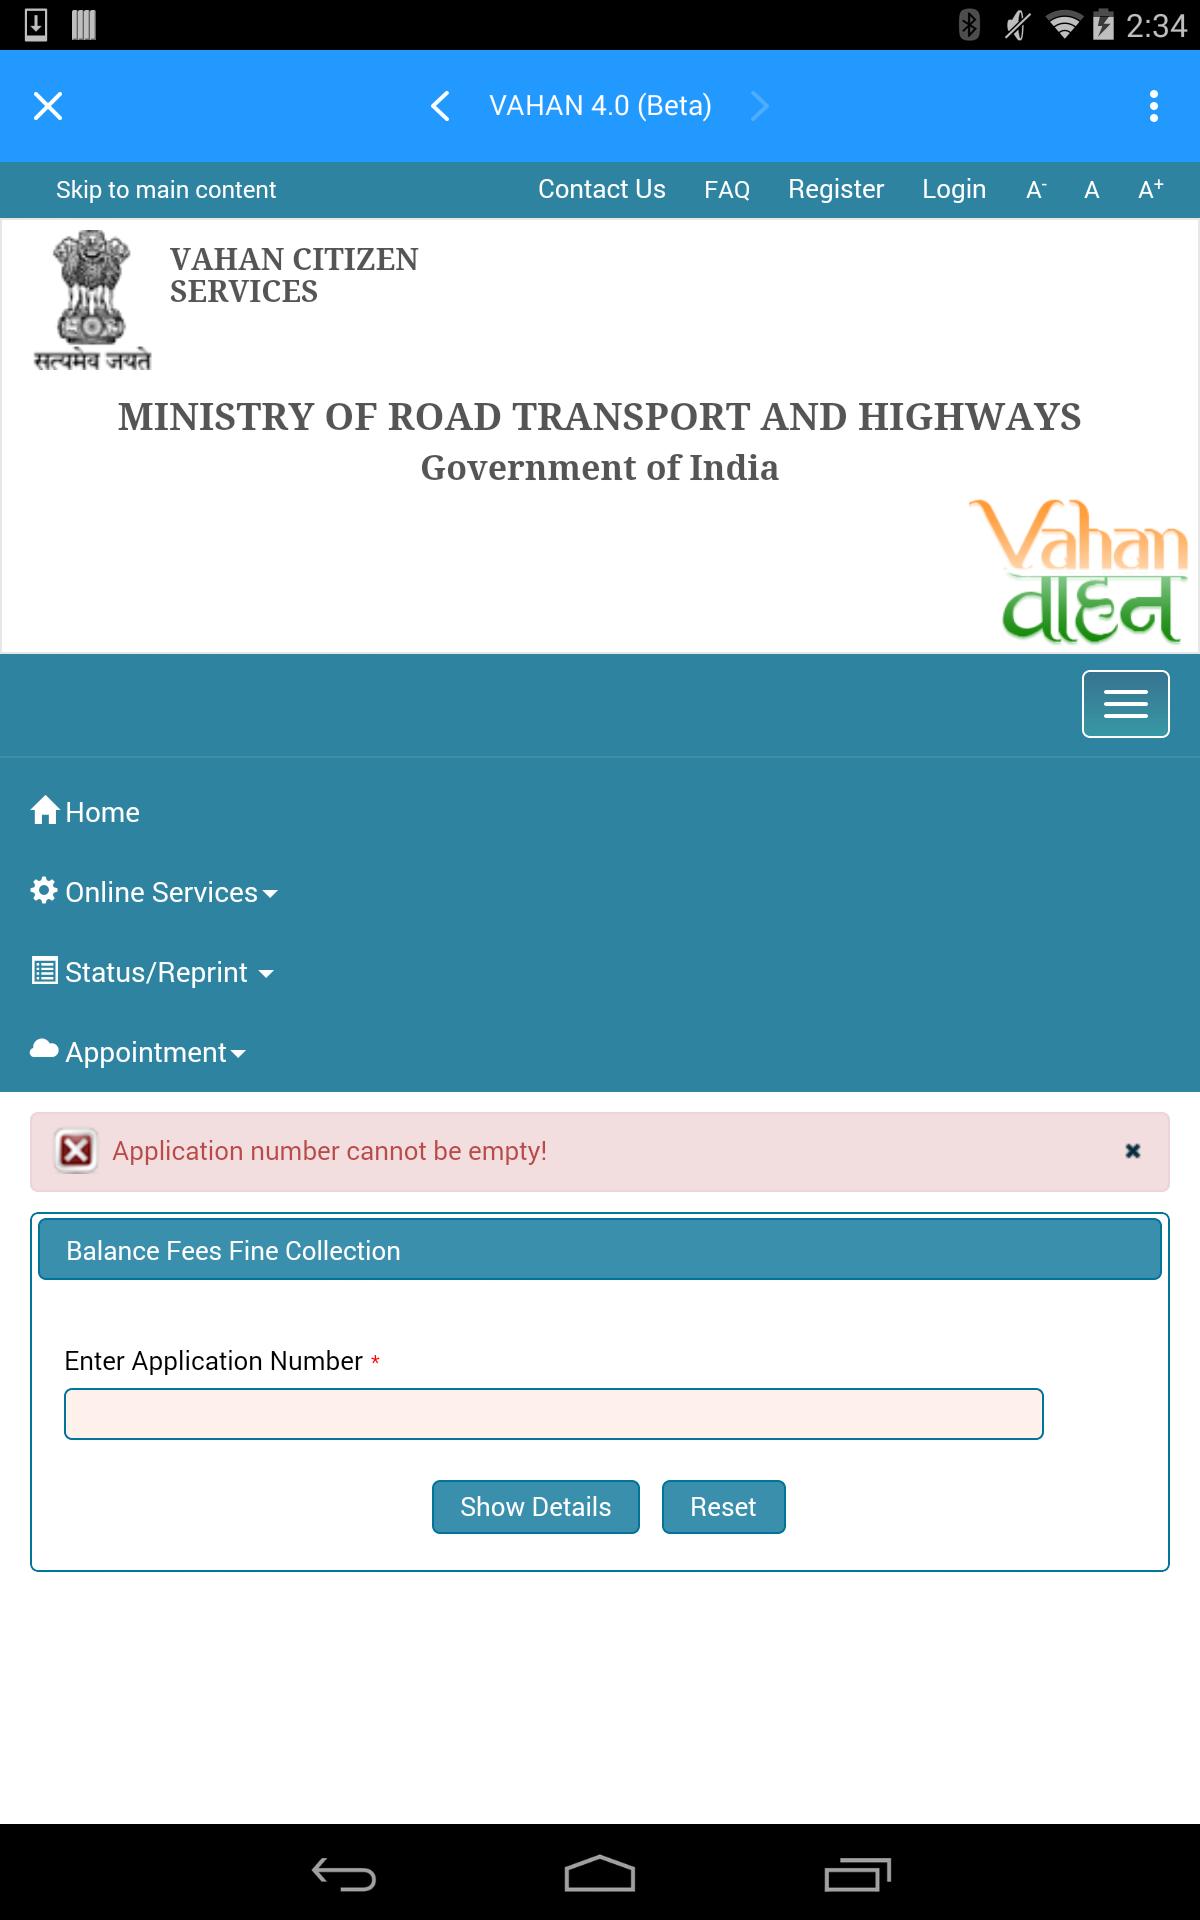 2:34
VAHAN 4.0 (Beta)
Skip to main content Contact Us FAQ Register Login A- A A+
VAHAN CITIZEN
SERVICES
सत्यमेव जयते
MINISTRY OF ROAD TRANSPORT AND HIGHWAYS
Government of India
Vahan
वाहन
Home
Online Services
Status/Reprint
Appointment
Application number cannot be empty!
Balance Fees Fine Collection
Enter Application Number *
Show Details Reset